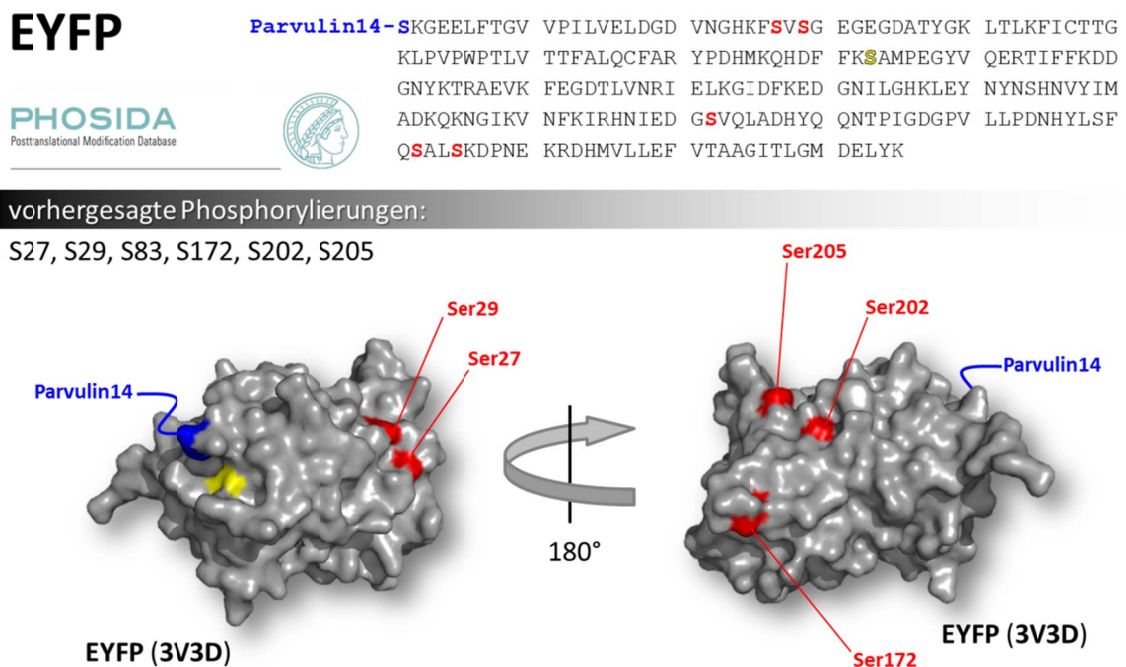 EYFP
Parvulin14-SKGEELFTGV VPILVELDGD VNGHKFSVSG EGEGDATYGK LTLKFICTTG
KLPVPWPTLV TTFALQCFAR YPDHMKQHDF FKSAMPEGYV QERTIFFKDD
GNYKTRAEVK FEGDTLVNRI ELKGIDFKED GNILGHKLEY NYNSHNVYIM
ADKQKNGIKV NFKIRHNIED GSVQLADHYQ QNTPIGDGPV LLPDNHYLSF
QSALSKDPNE KRDHMVLLEF VTAAGITLGM DELYK
PHOSIDA
Posttranslational Modification Database
vorhergesagte Phosphorylierungen:
S27, S29, S83, S172, S202, S205
Ser205
Ser29
Ser202
Ser27
Parvulin14
Parvulin14
180°
EYFP (3V3D)
EYFP (3V3D)
Ser172